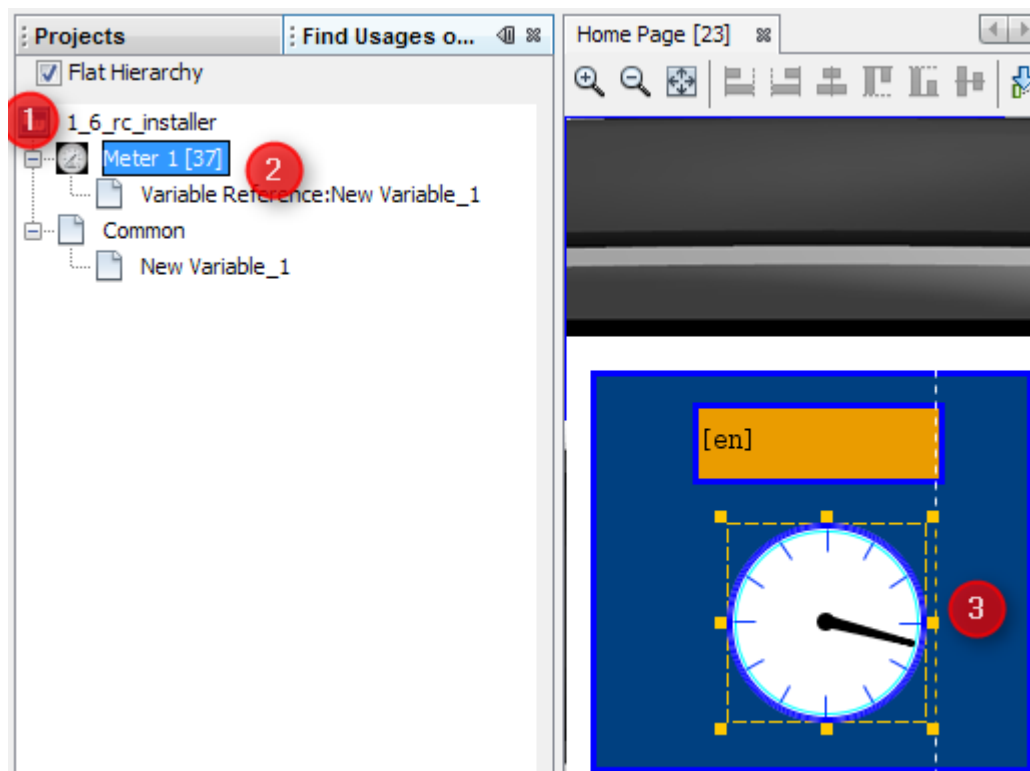 Projects
Find Usages o...
Home Page [23]
Flat Hierarchy
1
1_6_rc_installer
Meter 1 [37]
2
Variable Reference:New Variable_1
Common
New Variable_1
[en]
3